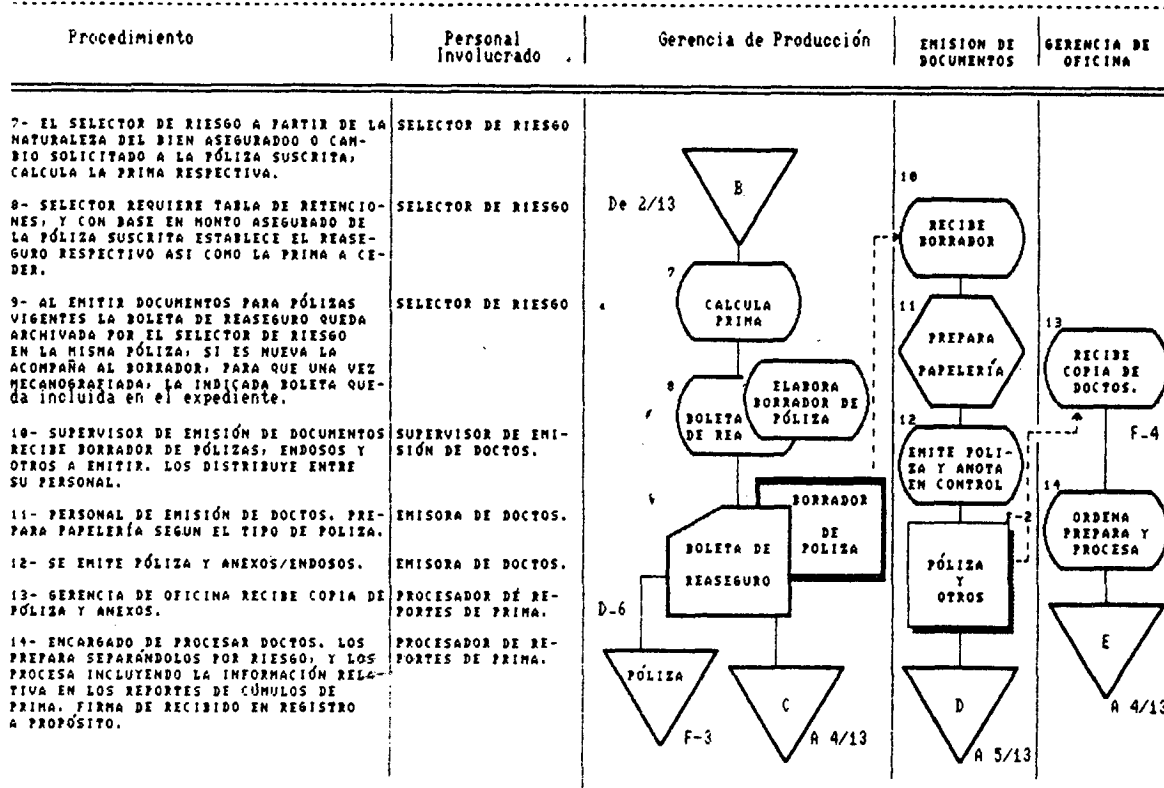 Procedimiento
Personal
Involucrado
Gerencia de Producción
EMISION DE
DOCUMENTOS
GERENCIA DE
OFICINA
7- EL SELECTOR DE RIESGO A PARTIR DE LA
NATURALEZA DEL BIEN ASEGURADOO O CAM-
BIO SOLICITADO A LA PÓLIZA SUSCRITA,
CALCULA LA PRIMA RESPECTIVA.
SELECTOR DE RIESGO
8- SELECTOR REQUIERE TABLA DE RETENCIO-
NES, Y CON BASE EN MONTO ASEGURADO DE
LA PÓLIZA SUSCRITA ESTABLECE EL REASE-
GURO RESPECTIVO ASI COMO LA PRIMA A CE-
DER.
SELECTOR DE RIESGO
9- AL EMITIR DOCUMENTOS PARA PÓLIZAS
VIGENTES LA BOLETA DE REASEGURO QUEDA
ARCHIVADA POR EL SELECTOR DE RIESGO
EN LA MISMA PÓLIZA, SI ES NUEVA LA
ACOMPAÑA AL BORRADOR, PARA QUE UNA VEZ
MECANOGRAFIADA, LA INDICADA BOLETA QUE-
da incluida en el expediente.
SELECTOR DE RIESGO
10- SUPERVISOR DE EMISIÓN DE DOCUMENTOS
RECIBE BORRADOR DE PÓLIZAS, ENDOSOS Y
OTROS A EMITIR. LOS DISTRIBUYE ENTRE
SU PERSONAL.
SUPERVISOR DE EMI-
SIÓN DE DOCTOS.
11- PERSONAL DE EMISIÓN DE DOCTOS. PRE-
PARA PAPELERÍA SEGUN EL TIPO DE POLIZA.
EMISORA DE DOCTOS.
12- SE EMITE PÓLIZA Y ANEXOS/ENDOSOS.
EMISORA DE DOCTOS.
13- GERENCIA DE OFICINA RECIBE COPIA DE
PÓLIZA Y ANEXOS.
PROCESADOR DE RE-
PORTES DE PRIMA.
14- ENCARGADO DE PROCESAR DOCTOS. LOS
PREPARA SEPARÁNDOLOS POR RIESGO, Y LOS
PROCESA INCLUYENDO LA INFORMACIÓN RELA-
TIVA EN LOS REPORTES DE CÚMULOS DE
PRIMA. FIRMA DE RECIBIDO EN REGISTRO
A PROPÓSITO.
PROCESADOR DE RE-
PORTES DE PRIMA.
De 2/13
B
7
CALCULA
PRIMA
8
BOLETA
DE REA
ELABORA
BORRADOR DE
PÓLIZA
BORRADOR
DE
POLIZA
BOLETA DE
REASEGURO
D-6
PÓLIZA
F-3
C
A 4/13
10
RECIBE
BORRADOR
11
PREPARA
PAPELERÍA
12
EMITE POLI-
ZA Y ANOTA
EN CONTROL
F-2
PÓLIZA
Y
OTROS
D
A 5/13
13
RECIBE
COPIA DE
DOCTOS.
F-4
14
ORDENA
PREPARA Y
PROCESA
E
A 4/13